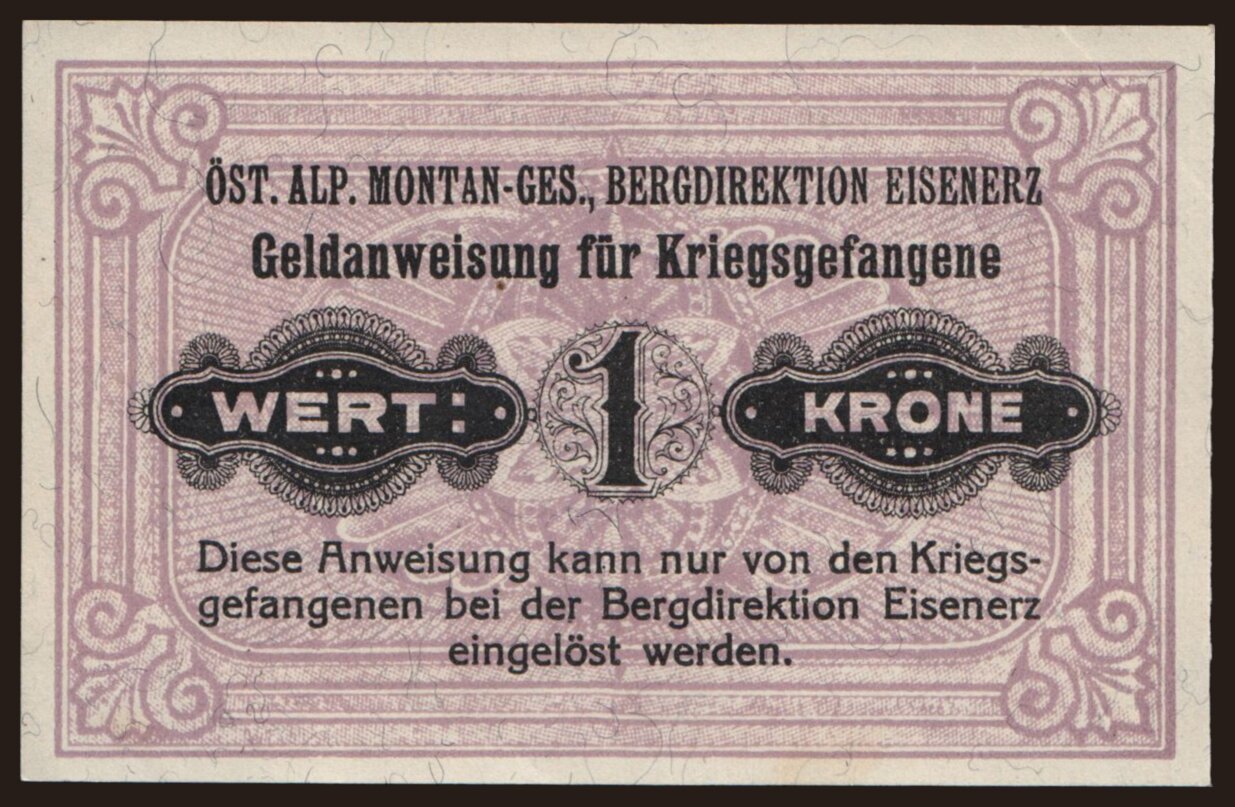 ÖST. ALP. MONTAN-GES., BERGDIREKTION EISENERZ
Geldanweisung für Kriegsgefangene
WERT: 1 KRONE
Diese Anweisung kann nur von den Kriegs-
gefangenen bei der Bergdirektion Eisenerz
eingelöst werden.